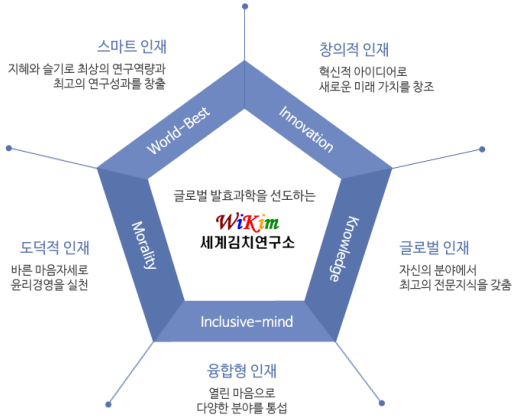 스마트 인재
지혜와 슬기로 최상의 연구역량과
최고의 연구성과를 창출
창의적 인재
혁신적 아이디어로
새로운 미래 가치를 창조
World-Best
Innovation
글로벌 발효과학을 선도하는
WiKim
세계김치연구소
Morality
Knowledge
도덕적 인재
바른 마음자세로
윤리경영을 실천
글로벌 인재
자신의 분야에서
최고의 전문지식을 갖춤
Inclusive-mind
융합형 인재
열린 마음으로
다양한 분야를 통섭